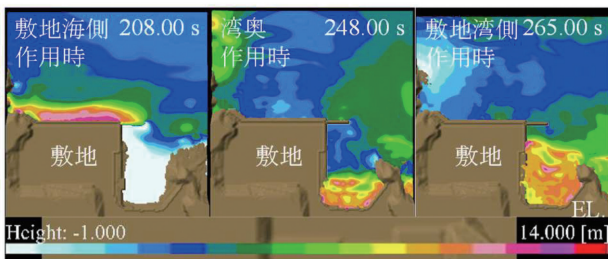 敷地海側 208.00 s
作用時
敷地
湾奥 248.00 s
作用時
敷地
敷地湾側 265.00 s
作用時
敷地
EL.
Height: -1.000 14.000 [m]